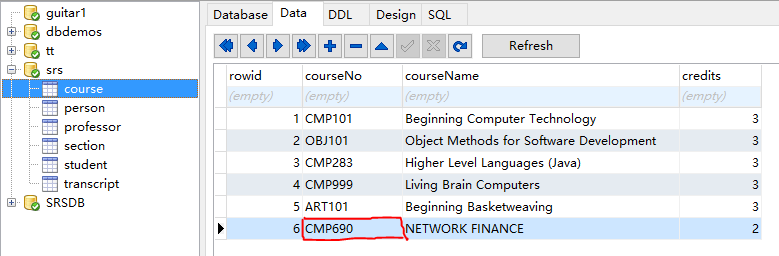 guitar1
dbdemos
tt
srs
course
person
professor
section
student
transcript
SRSDB
Database Data DDL Design SQL
Refresh
rowid courseNo courseName credits
(empty) (empty) (empty) (empty)
1 CMP101 Beginning Computer Technology 3
2 OBJ101 Object Methods for Software Development 3
3 CMP283 Higher Level Languages (Java) 3
4 CMP999 Living Brain Computers 3
5 ART101 Beginning Basketweaving 3
6 CMP690 NETWORK FINANCE 2